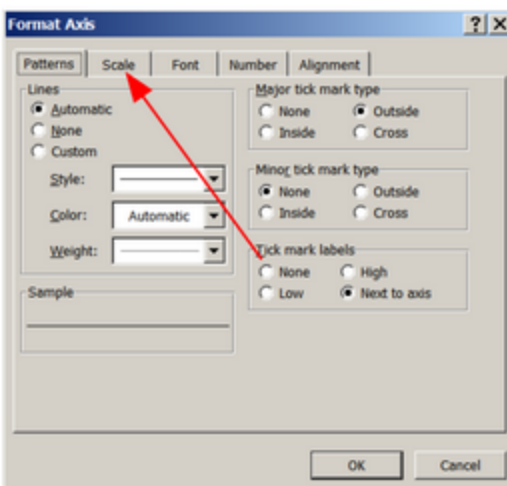 Format Axis
Patterns Scale Font Number Alignment
Lines
Automatic
None
Custom
Style:
Color: Automatic
Weight:
Sample
Major tick mark type
None Outside
Inside Cross
Minor tick mark type
None Outside
Inside Cross
Tick mark labels
None High
Low Next to axis
OK Cancel